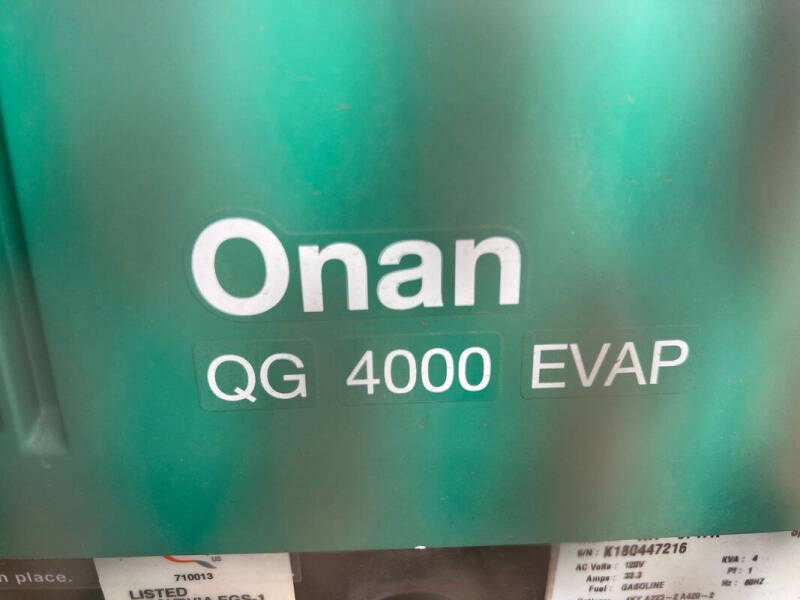 Onan
QG 4000 EVAP
US
710013
n place.
LISTED
S/N : K180447216
AC Volts : 120V
KVA : 4
Amps : 33.3
Pf : 1
Fuel : GASOLINE
Hz : 60HZ